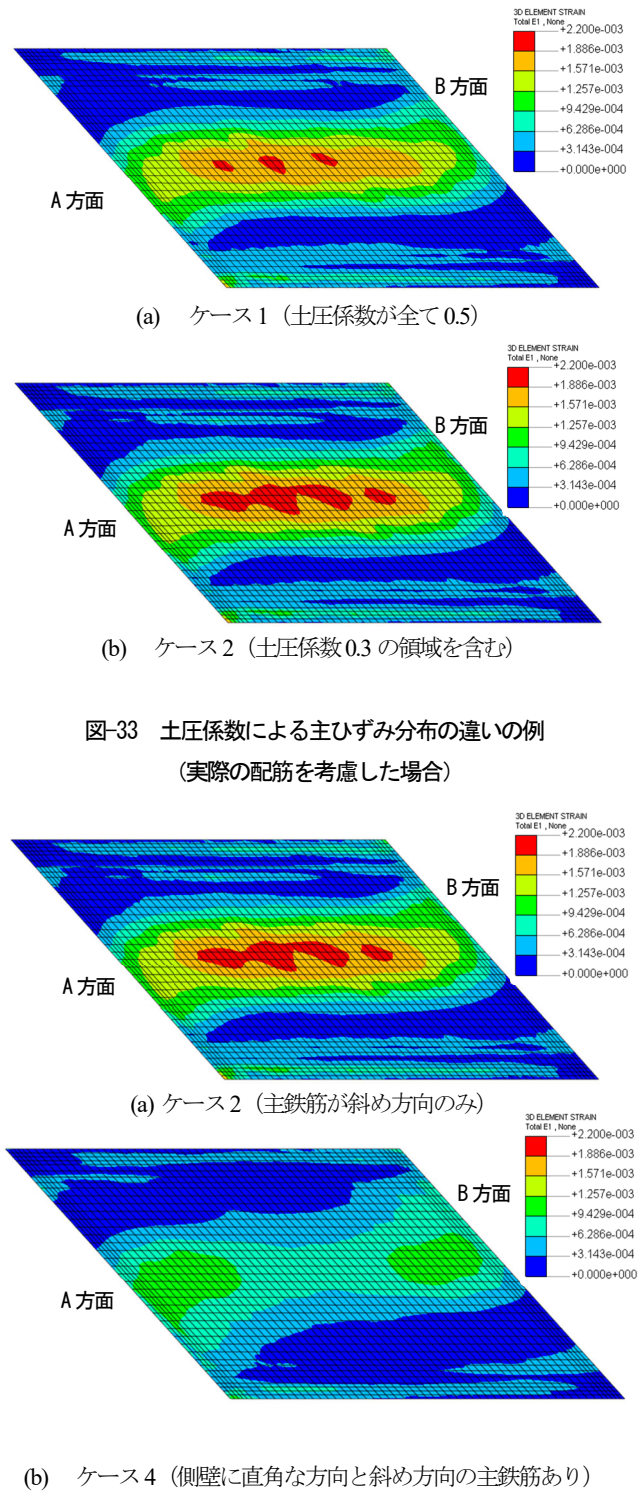 3D ELEMENT STRAIN
Total E1 , None
+2.200e-003
+1.886e-003
+1.571e-003
+1.257e-003
+9.429e-004
+6.286e-004
+3.143e-004
+0.000e+000
B 方面
A 方面
(a) ケース 1（土圧係数が全て 0.5）
3D ELEMENT STRAIN
Total E1 , None
+2.200e-003
+1.886e-003
+1.571e-003
+1.257e-003
+9.429e-004
+6.286e-004
+3.143e-004
+0.000e+000
B 方面
A 方面
(b) ケース 2（土圧係数 0.3 の領域を含む）
図-33 土圧係数による主ひずみ分布の違いの例
(実際の配筋を考慮した場合)
3D ELEMENT STRAIN
Total E1 , None
+2.200e-003
+1.886e-003
+1.571e-003
+1.257e-003
+9.429e-004
+6.286e-004
+3.143e-004
+0.000e+000
B 方面
A 方面
(a) ケース 2（主鉄筋が斜め方向のみ）
3D ELEMENT STRAIN
Total E1 , None
+2.200e-003
+1.886e-003
+1.571e-003
+1.257e-003
+9.429e-004
+6.286e-004
+3.143e-004
+0.000e+000
B 方面
A 方面
(b) ケース 4（側壁に直角な方向と斜め方向の主鉄筋あり）